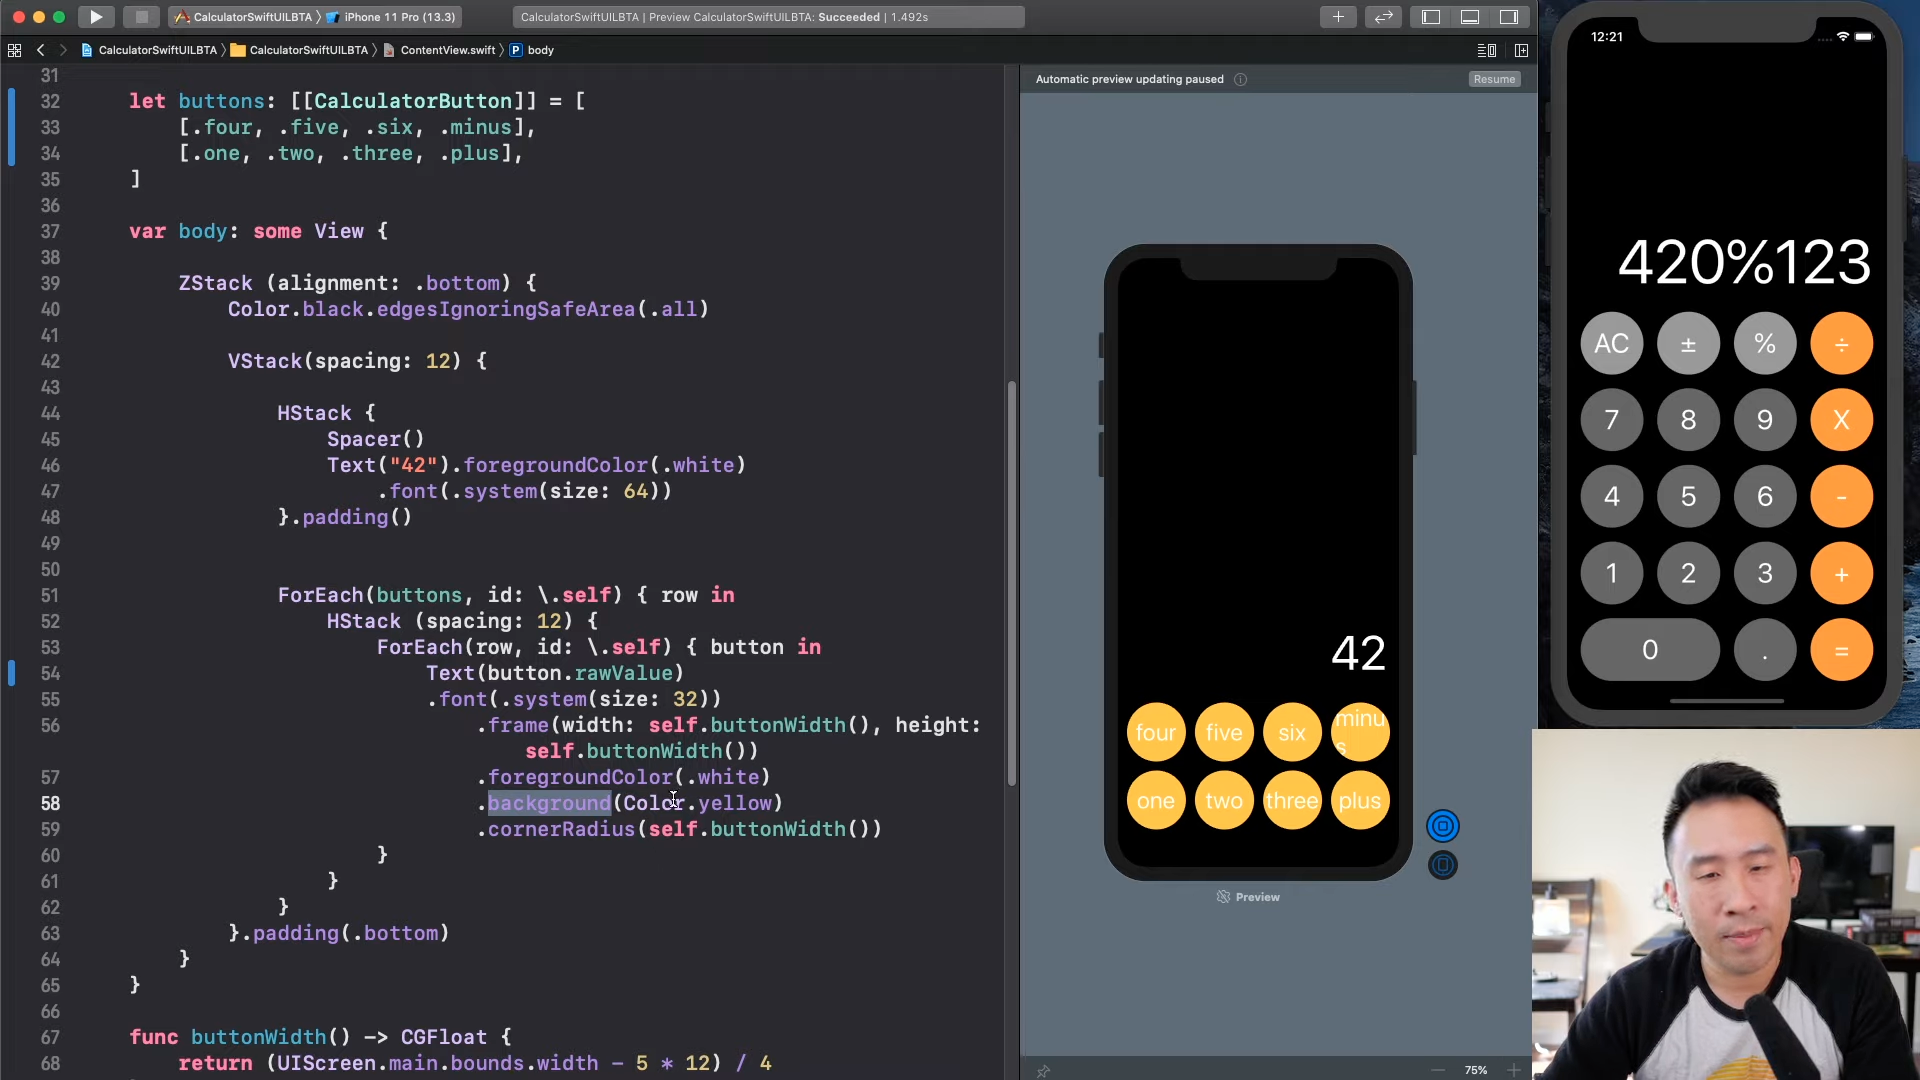 CalculatorSwiftUILBTA 〉 iPhone 11 Pro (13.3)
CalculatorSwiftUILBTA | Preview CalculatorSwiftUILBTA: Succeeded | 1.492s
CalculatorSwiftUILBTA 〉 CalculatorSwiftUILBTA 〉 ContentView.swift 〉 P body
31
32 let buttons: [[CalculatorButton]] = [
33 [.four, .five, .six, .minus],
34 [.one, .two, .three, .plus],
35 ]
36
37 var body: some View {
38
39 ZStack (alignment: .bottom) {
40 Color.black.edgesIgnoringSafeArea(.all)
41
42 VStack(spacing: 12) {
43
44 HStack {
45 Spacer()
46 Text("42").foregroundColor(.white)
47 .font(.system(size: 64))
48 }.padding()
49
50
51 ForEach(buttons, id: \.self) { row in
52 HStack (spacing: 12) {
53 ForEach(row, id: \.self) { button in
54 Text(button.rawValue)
55 .font(.system(size: 32))
56 .frame(width: self.buttonWidth(), height:
self.buttonWidth())
57 .foregroundColor(.white)
58 .background(Color.yellow)
59 .cornerRadius(self.buttonWidth())
60 }
61 }
62 }
63 }.padding(.bottom)
64 }
65 }
66
67 func buttonWidth() -> CGFloat {
68 return (UIScreen.main.bounds.width - 5 * 12) / 4
Automatic preview updating paused
Resume
42
four five six minu
s
one two three plus
Preview
75%
12:21
420%123
AC ± % ÷
7 8 9 X
4 5 6 -
1 2 3 +
0 . =